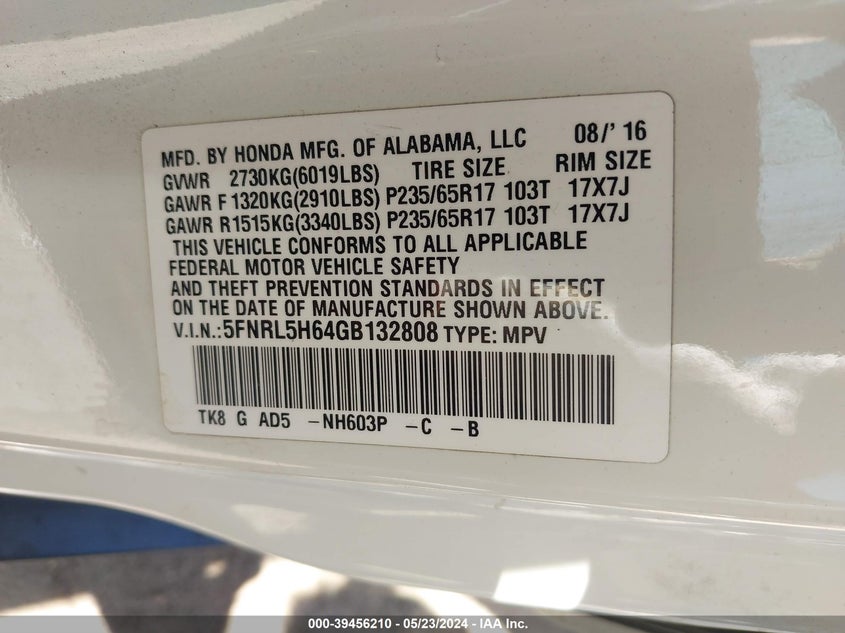 MFD. BY HONDA MFG. OF ALABAMA, LLC 08/' 16
GVWR 2730KG(6019LBS) TIRE SIZE RIM SIZE
GAWR F 1320KG(2910LBS) P235/65R17 103T 17X7J
GAWR R1515KG(3340LBS) P235/65R17 103T 17X7J
THIS VEHICLE CONFORMS TO ALL APPLICABLE
FEDERAL MOTOR VEHICLE SAFETY
AND THEFT PREVENTION STANDARDS IN EFFECT
ON THE DATE OF MANUFACTURE SHOWN ABOVE.
V.I.N.:5FNRL5H64GB132808 TYPE: MPV
TK8 G AD5 -NH603P -C -B
000-39456210 - 05/23/2024 - IAA Inc.